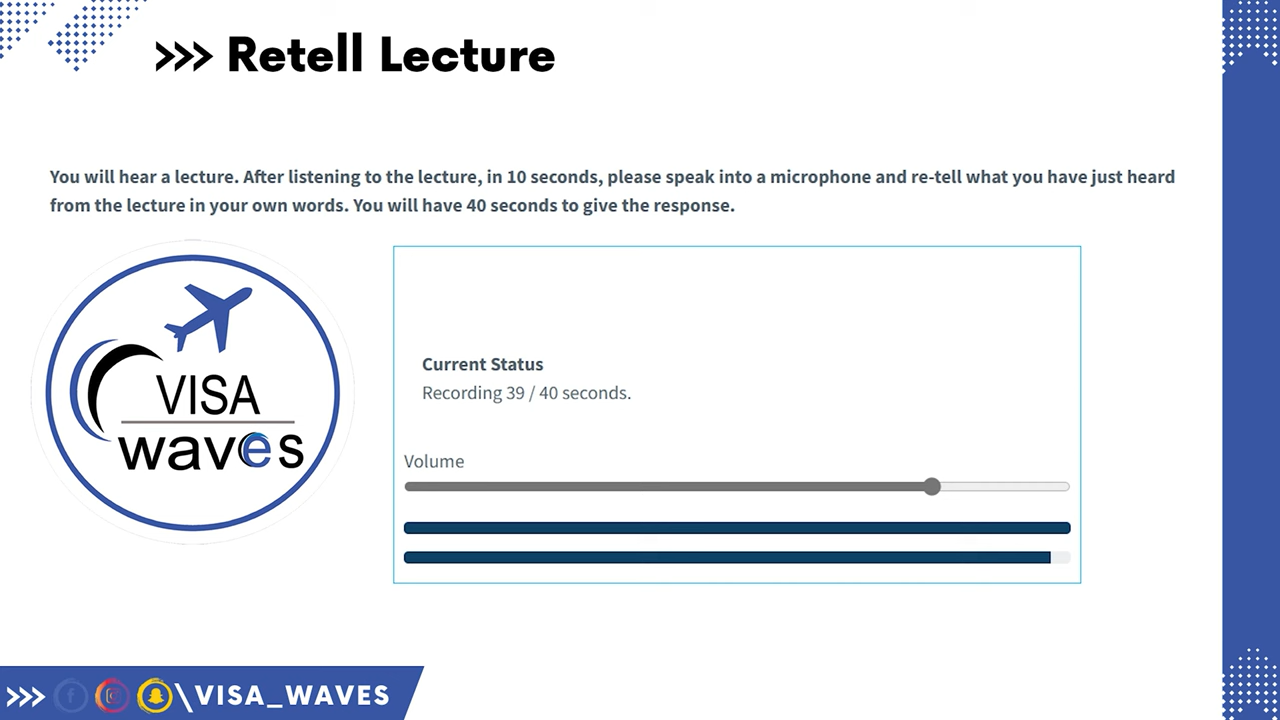 >>> Retell Lecture
You will hear a lecture. After listening to the lecture, in 10 seconds, please speak into a microphone and re-tell what you have just heard
from the lecture in your own words. You will have 40 seconds to give the response.
VISA
waves
Current Status
Recording 39 / 40 seconds.
Volume
>>> \VISA_WAVES